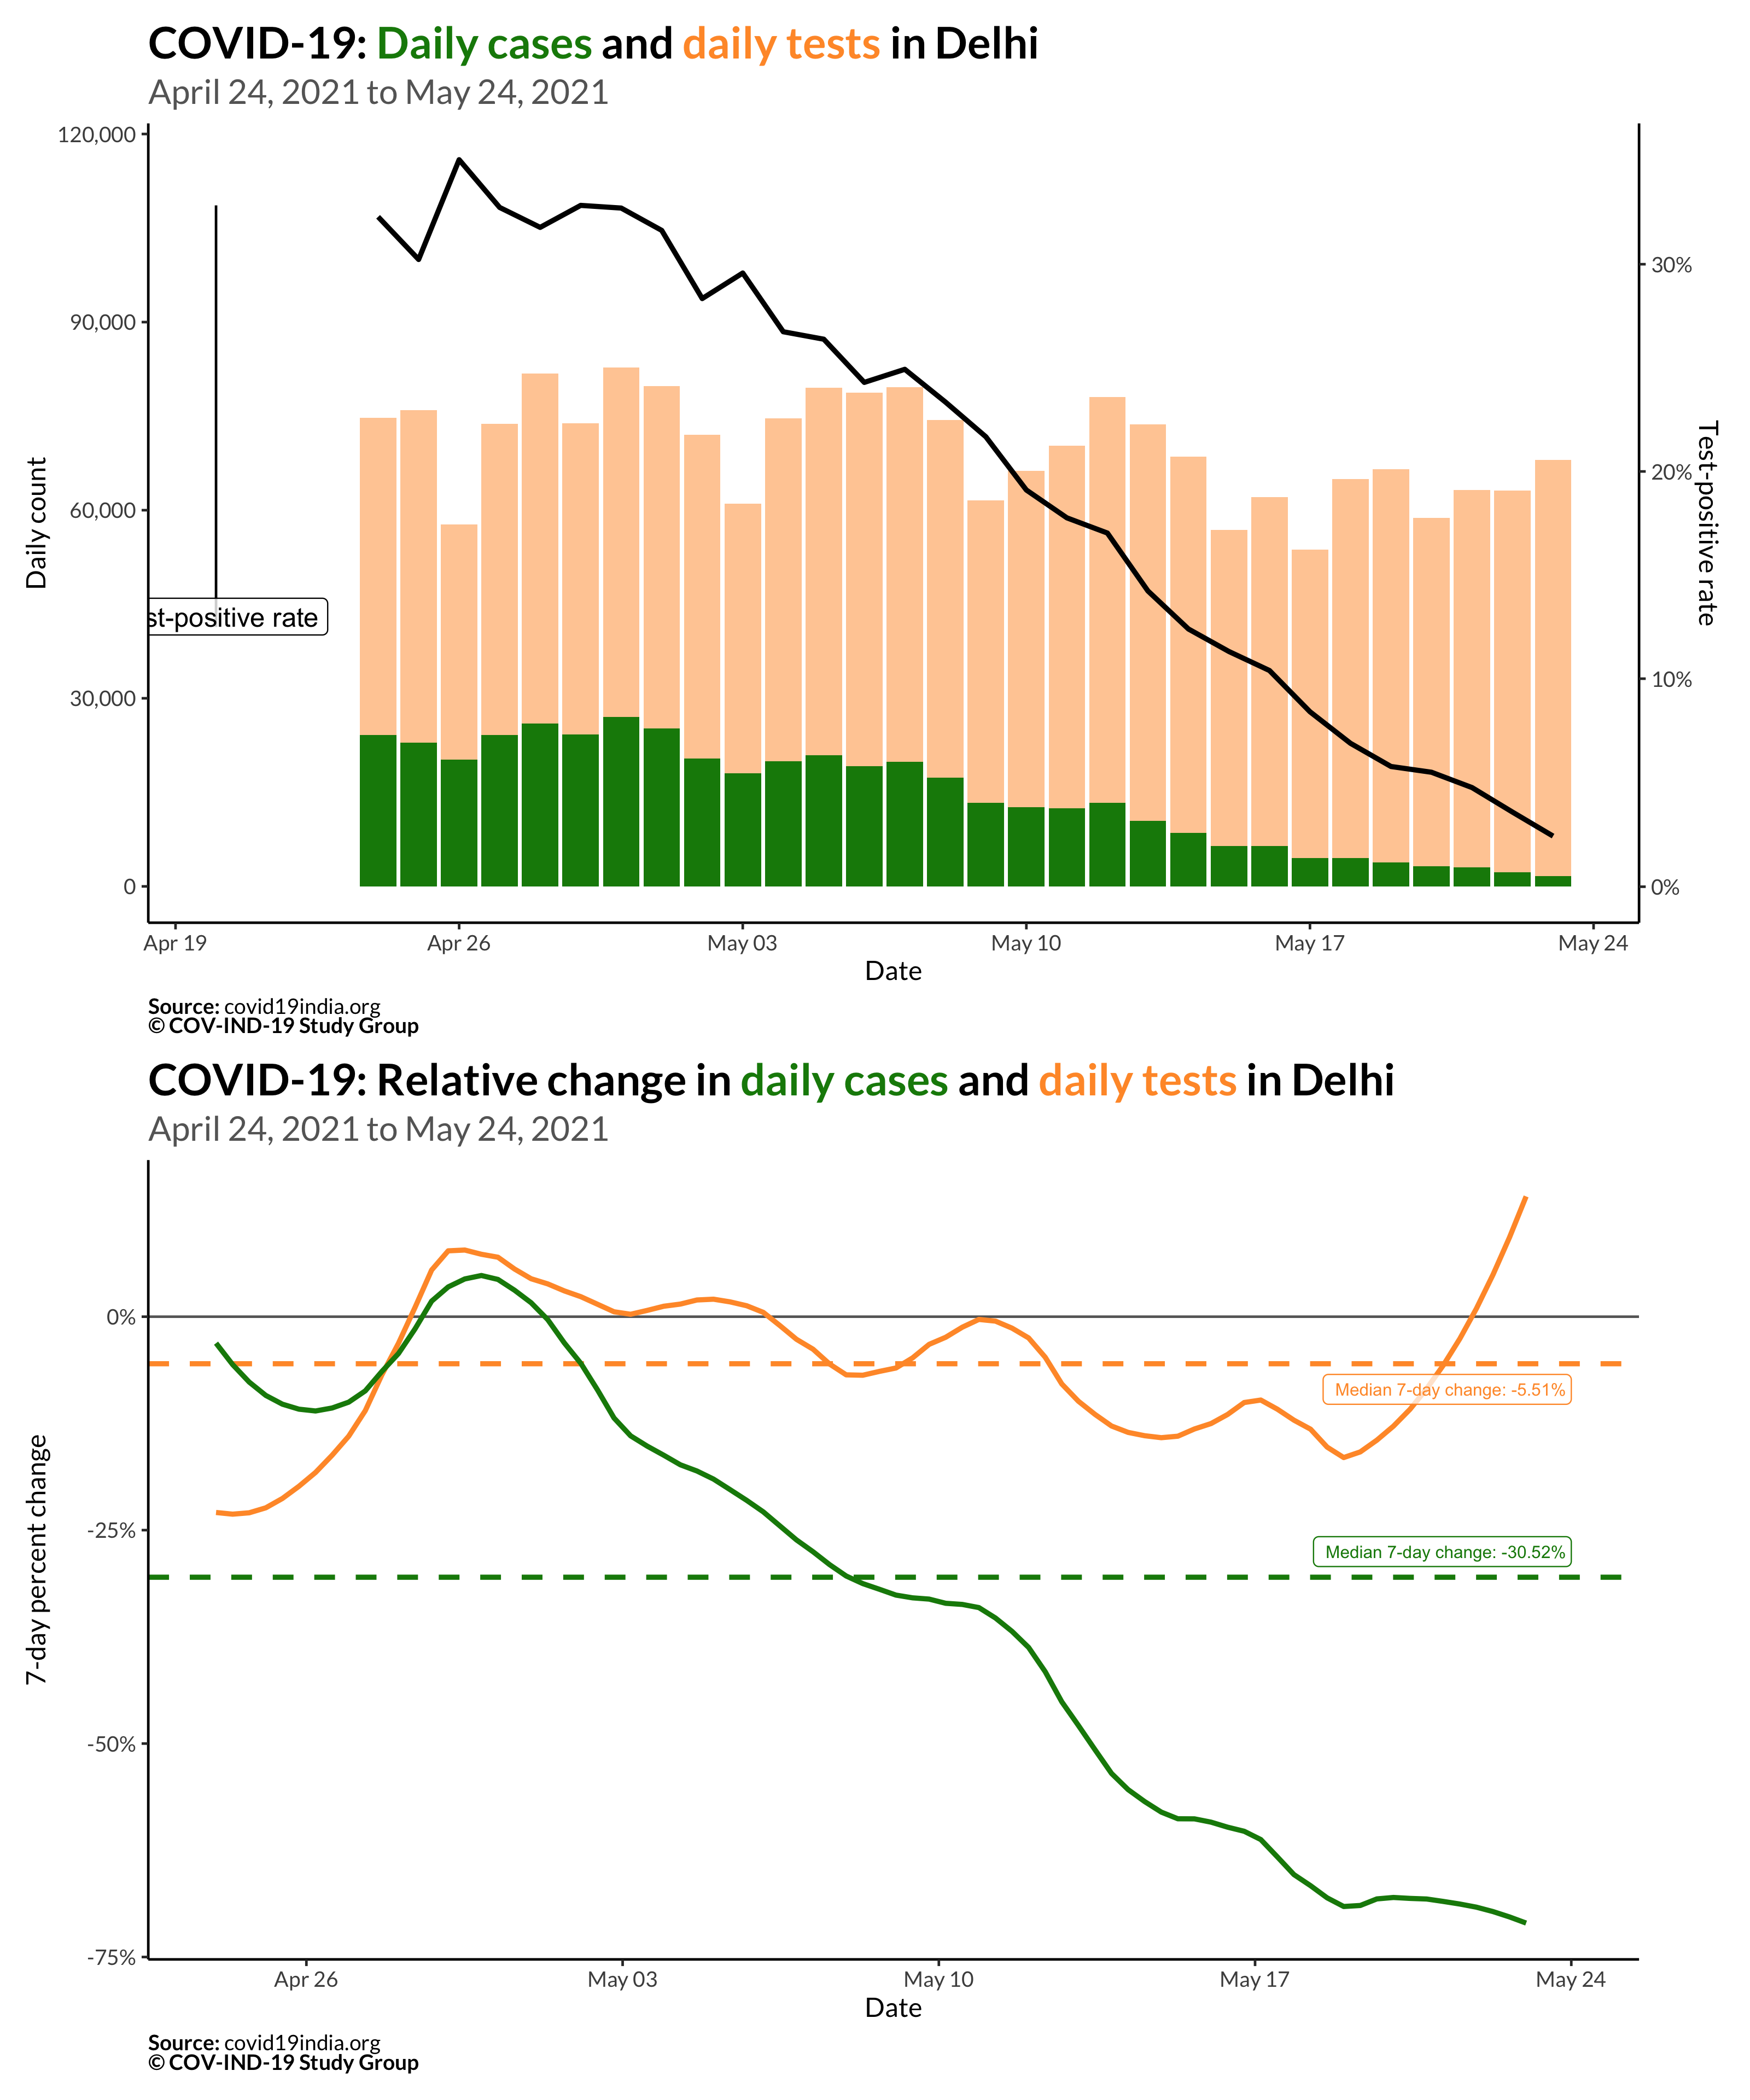 COVID-19: Daily cases and daily tests in Delhi
April 24, 2021 to May 24, 2021
120,000
90,000
60,000
30,000
0
Daily count
30%
20%
10%
0%
Test-positive rate
st-positive rate
Apr 19 Apr 26 May 03 May 10 May 17 May 24
Date
Source: covid19india.org
© COV-IND-19 Study Group
COVID-19: Relative change in daily cases and daily tests in Delhi
April 24, 2021 to May 24, 2021
0%
-25%
-50%
-75%
7-day percent change
Median 7-day change: -5.51%
Median 7-day change: -30.52%
Apr 26 May 03 May 10 May 17 May 24
Date
Source: covid19india.org
© COV-IND-19 Study Group